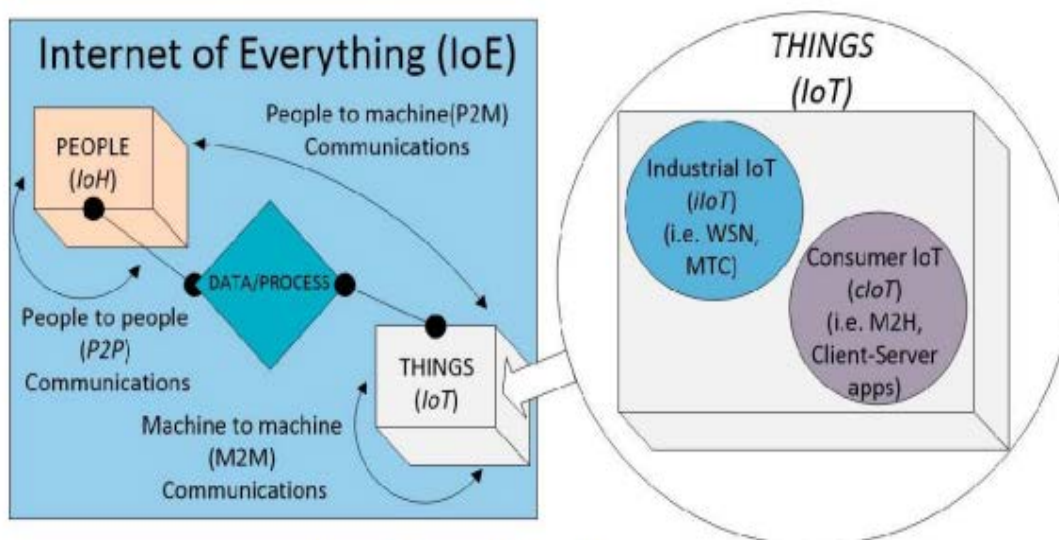 Internet of Everything (IoE)
People to machine(P2M)
Communications
PEOPLE
(IoH)
DATA/PROCESS
People to people
(P2P)
Communications
THINGS
(IoT)
Machine to machine
(M2M)
Communications
THINGS
(IoT)
Industrial IoT
(iIoT)
(i.e. WSN,
MTC)
Consumer IoT
(cIoT)
(i.e. M2H,
Client-Server
apps)